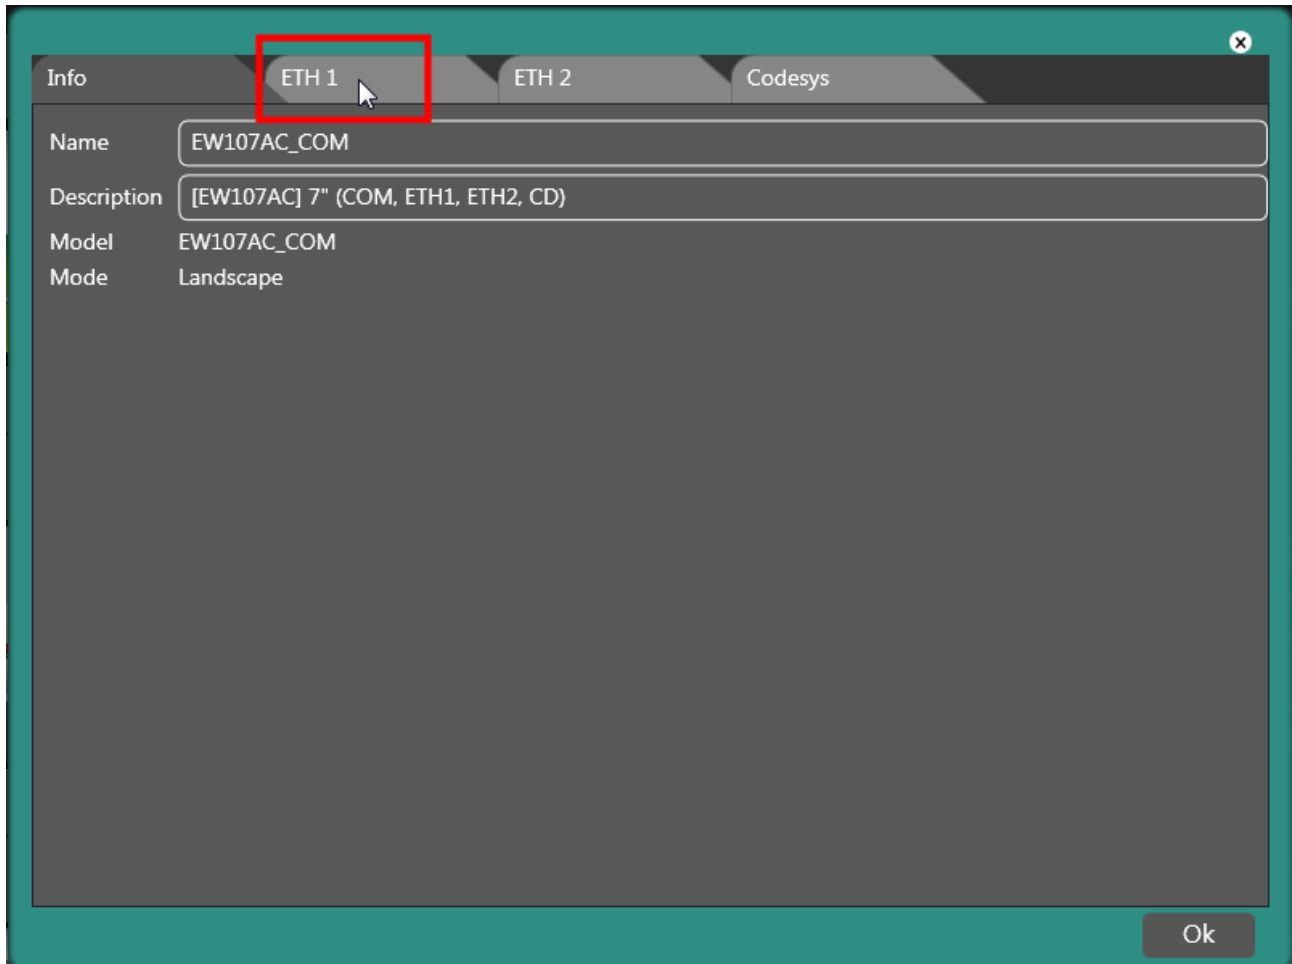 Info ETH 1 ETH 2 Codesys
Name EW107AC_COM
Description [EW107AC] 7" (COM, ETH1, ETH2, CD)
Model EW107AC_COM
Mode Landscape
Ok